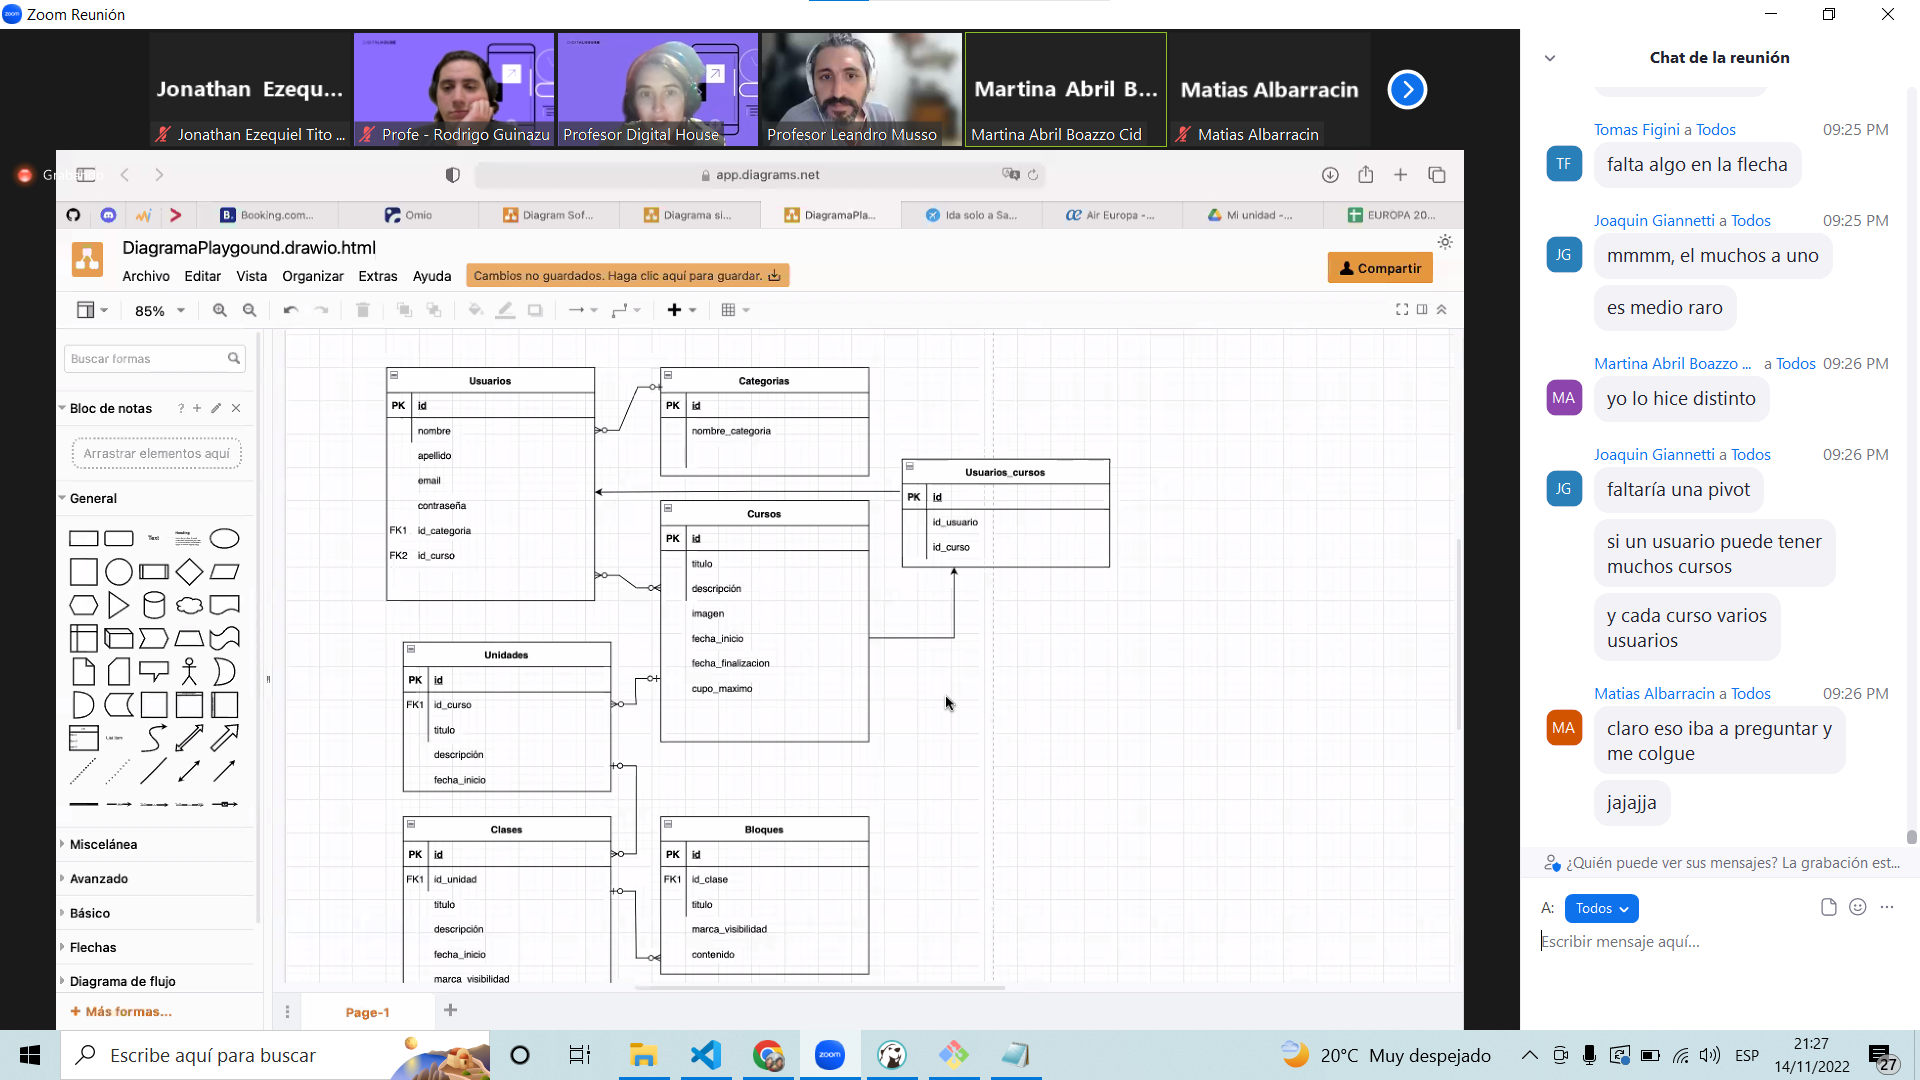 Zoom Reunión
Jonathan Ezequ...
Martina Abril B...
Matias Albarracin
Jonathan Ezequiel Tito ...
Profe - Rodrigo Guinazu
Profesor Digital House
Profesor Leandro Musso
Martina Abril Boazzo Cid
Matias Albarracin
app.diagrams.net
Booking.com...
Omio
Diagram Sof...
Diagrama si...
DiagramaPla...
Ida solo a Sa...
Air Europa -...
Mi unidad -...
EUROPA 20...
DiagramaPlaygound.drawio.html
Archivo Editar Vista Organizar Extras Ayuda
Cambios no guardados. Haga clic aquí para guardar.
Compartir
85%
Buscar formas
Bloc de notas
Arrastrar elementos aquí
General
Text
Heading
List Item
Miscelánea
Avanzado
Básico
Flechas
Diagrama de flujo
+ Más formas...
Usuarios
PK id
nombre
apellido
email
contraseña
FK1 id_categoria
FK2 id_curso
Categorias
PK id
nombre_categoria
Usuarios_cursos
PK id
id_usuario
id_curso
Cursos
PK id
titulo
descripción
imagen
fecha_inicio
fecha_finalizacion
cupo_maximo
Unidades
PK id
FK1 id_curso
titulo
descripción
fecha_inicio
Clases
PK id
FK1 id_unidad
titulo
descripción
fecha_inicio
marca_visibilidad
Bloques
PK id
FK1 id_clase
titulo
marca_visibilidad
contenido
Page-1
Chat de la reunión
Tomas Figini a Todos 09:25 PM
TF
falta algo en la flecha
Joaquin Giannetti a Todos 09:25 PM
JG
mmmm, el muchos a uno
es medio raro
Martina Abril Boazzo ... a Todos 09:26 PM
MA
yo lo hice distinto
Joaquin Giannetti a Todos 09:26 PM
JG
faltaría una pivot
si un usuario puede tener
muchos cursos
y cada curso varios
usuarios
Matias Albarracin a Todos 09:26 PM
MA
claro eso iba a preguntar y
me colgue
jajajja
¿Quién puede ver sus mensajes? La grabación est...
A: Todos
Escribir mensaje aquí...
Escribe aquí para buscar
zoom
20°C Muy despejado
ESP
21:27
14/11/2022
27